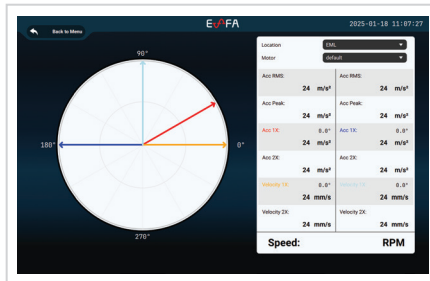 ESFA
2025-01-18 11:07:27
Back to Menu
90°
180°
0°
270°
Location EML
Motor default
Acc RMS: Acc RMS:
24 m/s² 24 m/s²
Acc Peak: Acc Peak:
24 m/s² 24 m/s²
Acc 1X: 0.0° Acc 1X: 0.0°
24 m/s² 24 m/s²
Acc 2X: Acc 2X:
24 m/s² 24 m/s²
Velocity 1X: 0.0° Velocity 1X: 0.0°
24 mm/s 24 mm/s
Velocity 2X: Velocity 2X:
24 mm/s 24 mm/s
Speed: RPM